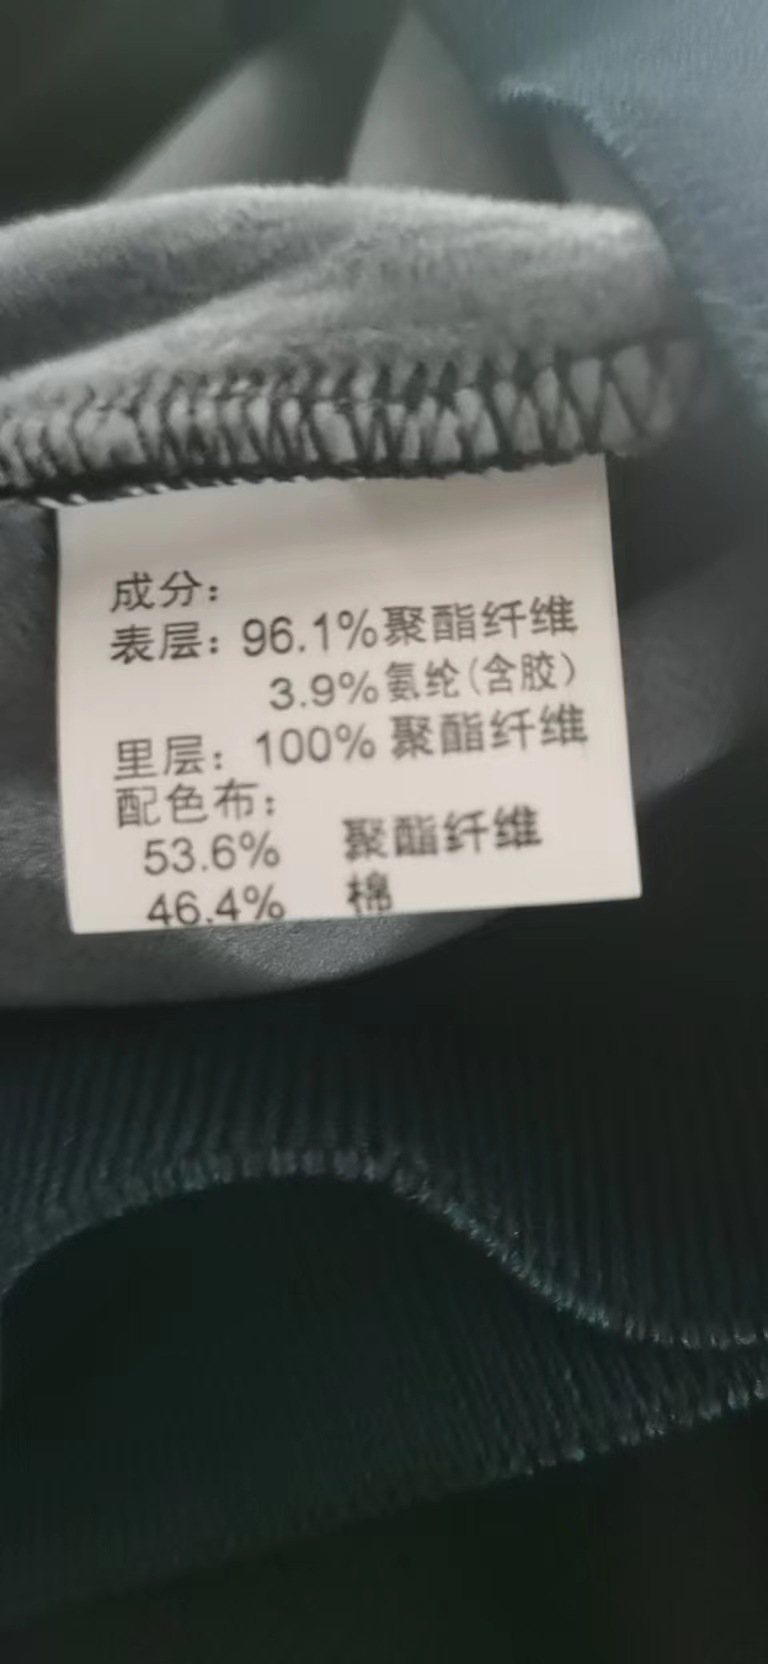 成分：
表层：96.1%聚酯纤维
3.9%氨纶(含胶)
里层：100%聚酯纤维
配色布：
53.6% 聚酯纤维
46.4% 棉